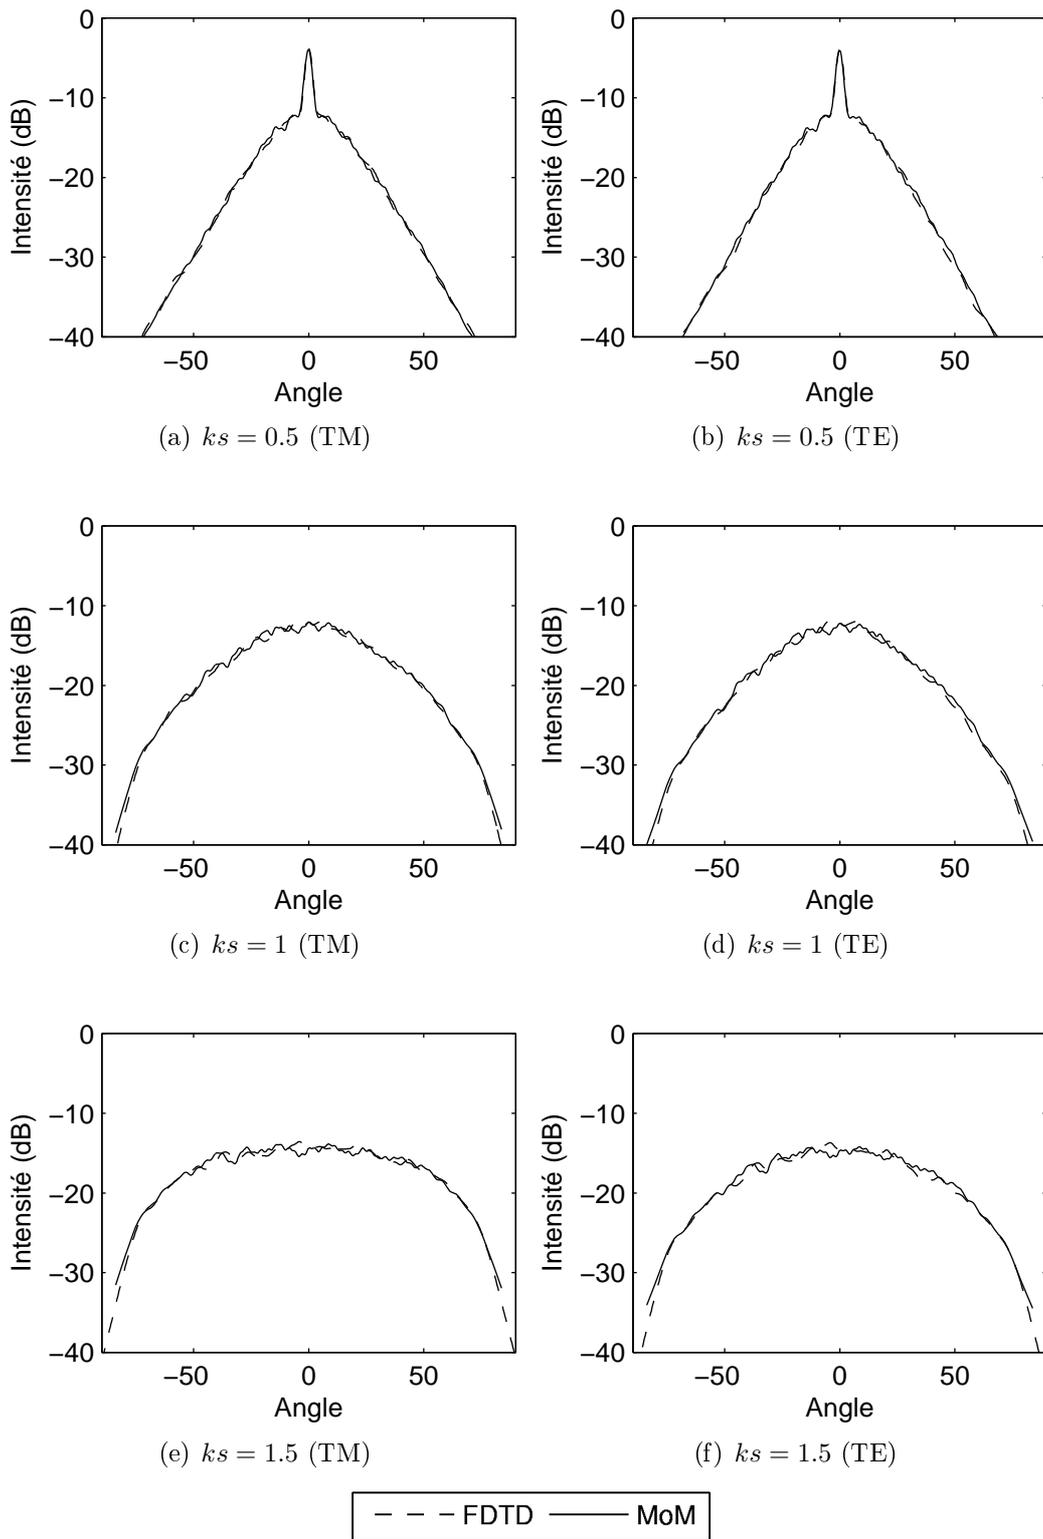 0
−10
−20
−30
−40
Intensité (dB)
−50 0 50
Angle
(a) ks = 0.5 (TM)
0
−10
−20
−30
−40
Intensité (dB)
−50 0 50
Angle
(b) ks = 0.5 (TE)
0
−10
−20
−30
−40
Intensité (dB)
−50 0 50
Angle
(c) ks = 1 (TM)
0
−10
−20
−30
−40
Intensité (dB)
−50 0 50
Angle
(d) ks = 1 (TE)
0
−10
−20
−30
−40
Intensité (dB)
−50 0 50
Angle
(e) ks = 1.5 (TM)
0
−10
−20
−30
−40
Intensité (dB)
−50 0 50
Angle
(f) ks = 1.5 (TE)
FDTD MoM